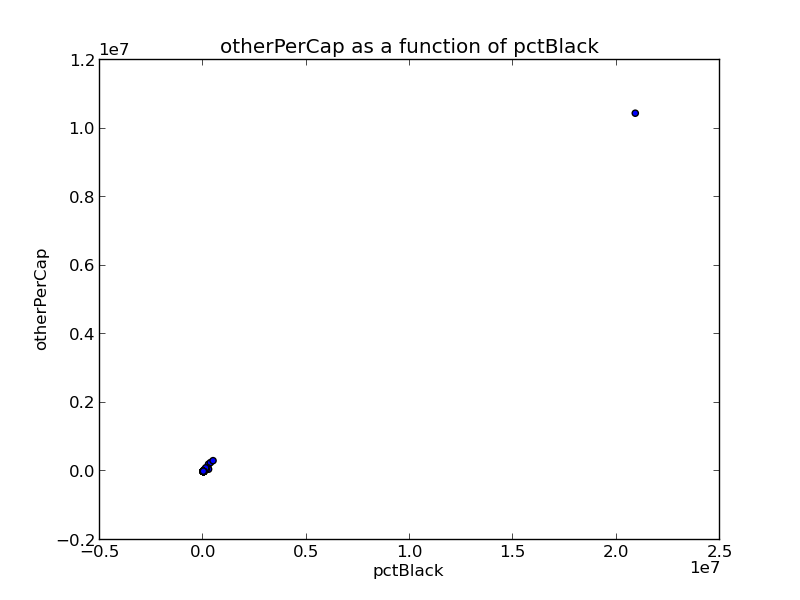 otherPerCap as a function of pctBlack
1e7
1.2
1.0
0.8
0.6
0.4
0.2
0.0
−0.2
otherPerCap
−0.5 0.0 0.5 1.0 1.5 2.0 2.5
1e7
pctBlack